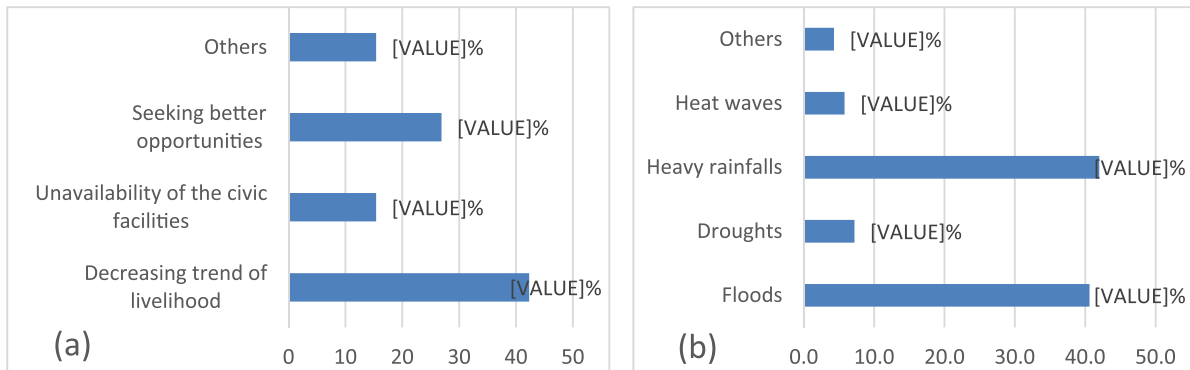 Others
[VALUE]%
Seeking better
opportunities
[VALUE]%
Unavailability of the civic
facilities
[VALUE]%
Decreasing trend of
livelihood
[VALUE]%
(a)
0 10 20 30 40 50
Others
[VALUE]%
Heat waves
[VALUE]%
Heavy rainfalls
[VALUE]%
Droughts
[VALUE]%
Floods
[VALUE]%
(b)
0.0 10.0 20.0 30.0 40.0 50.0